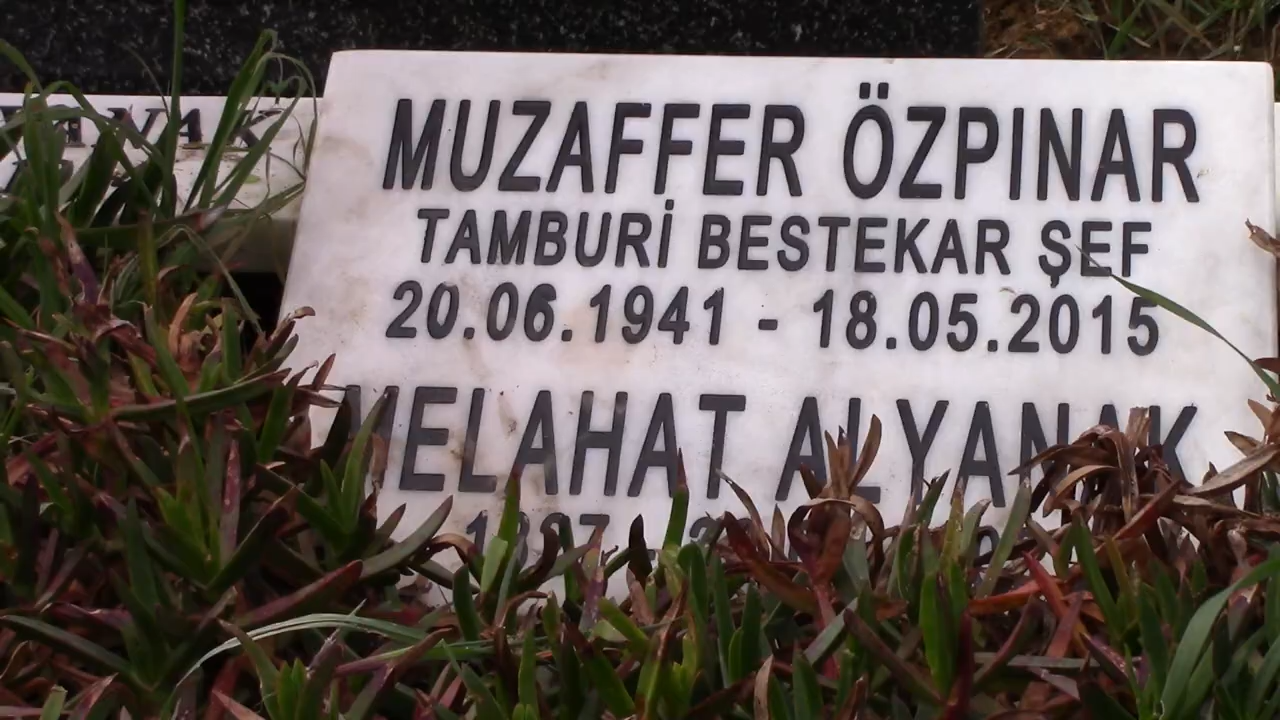 MUZAFFER ÖZPINAR
TAMBURİ BESTEKAR ŞEF
20.06.1941 - 18.05.2015
MELAHAT ALYANAK